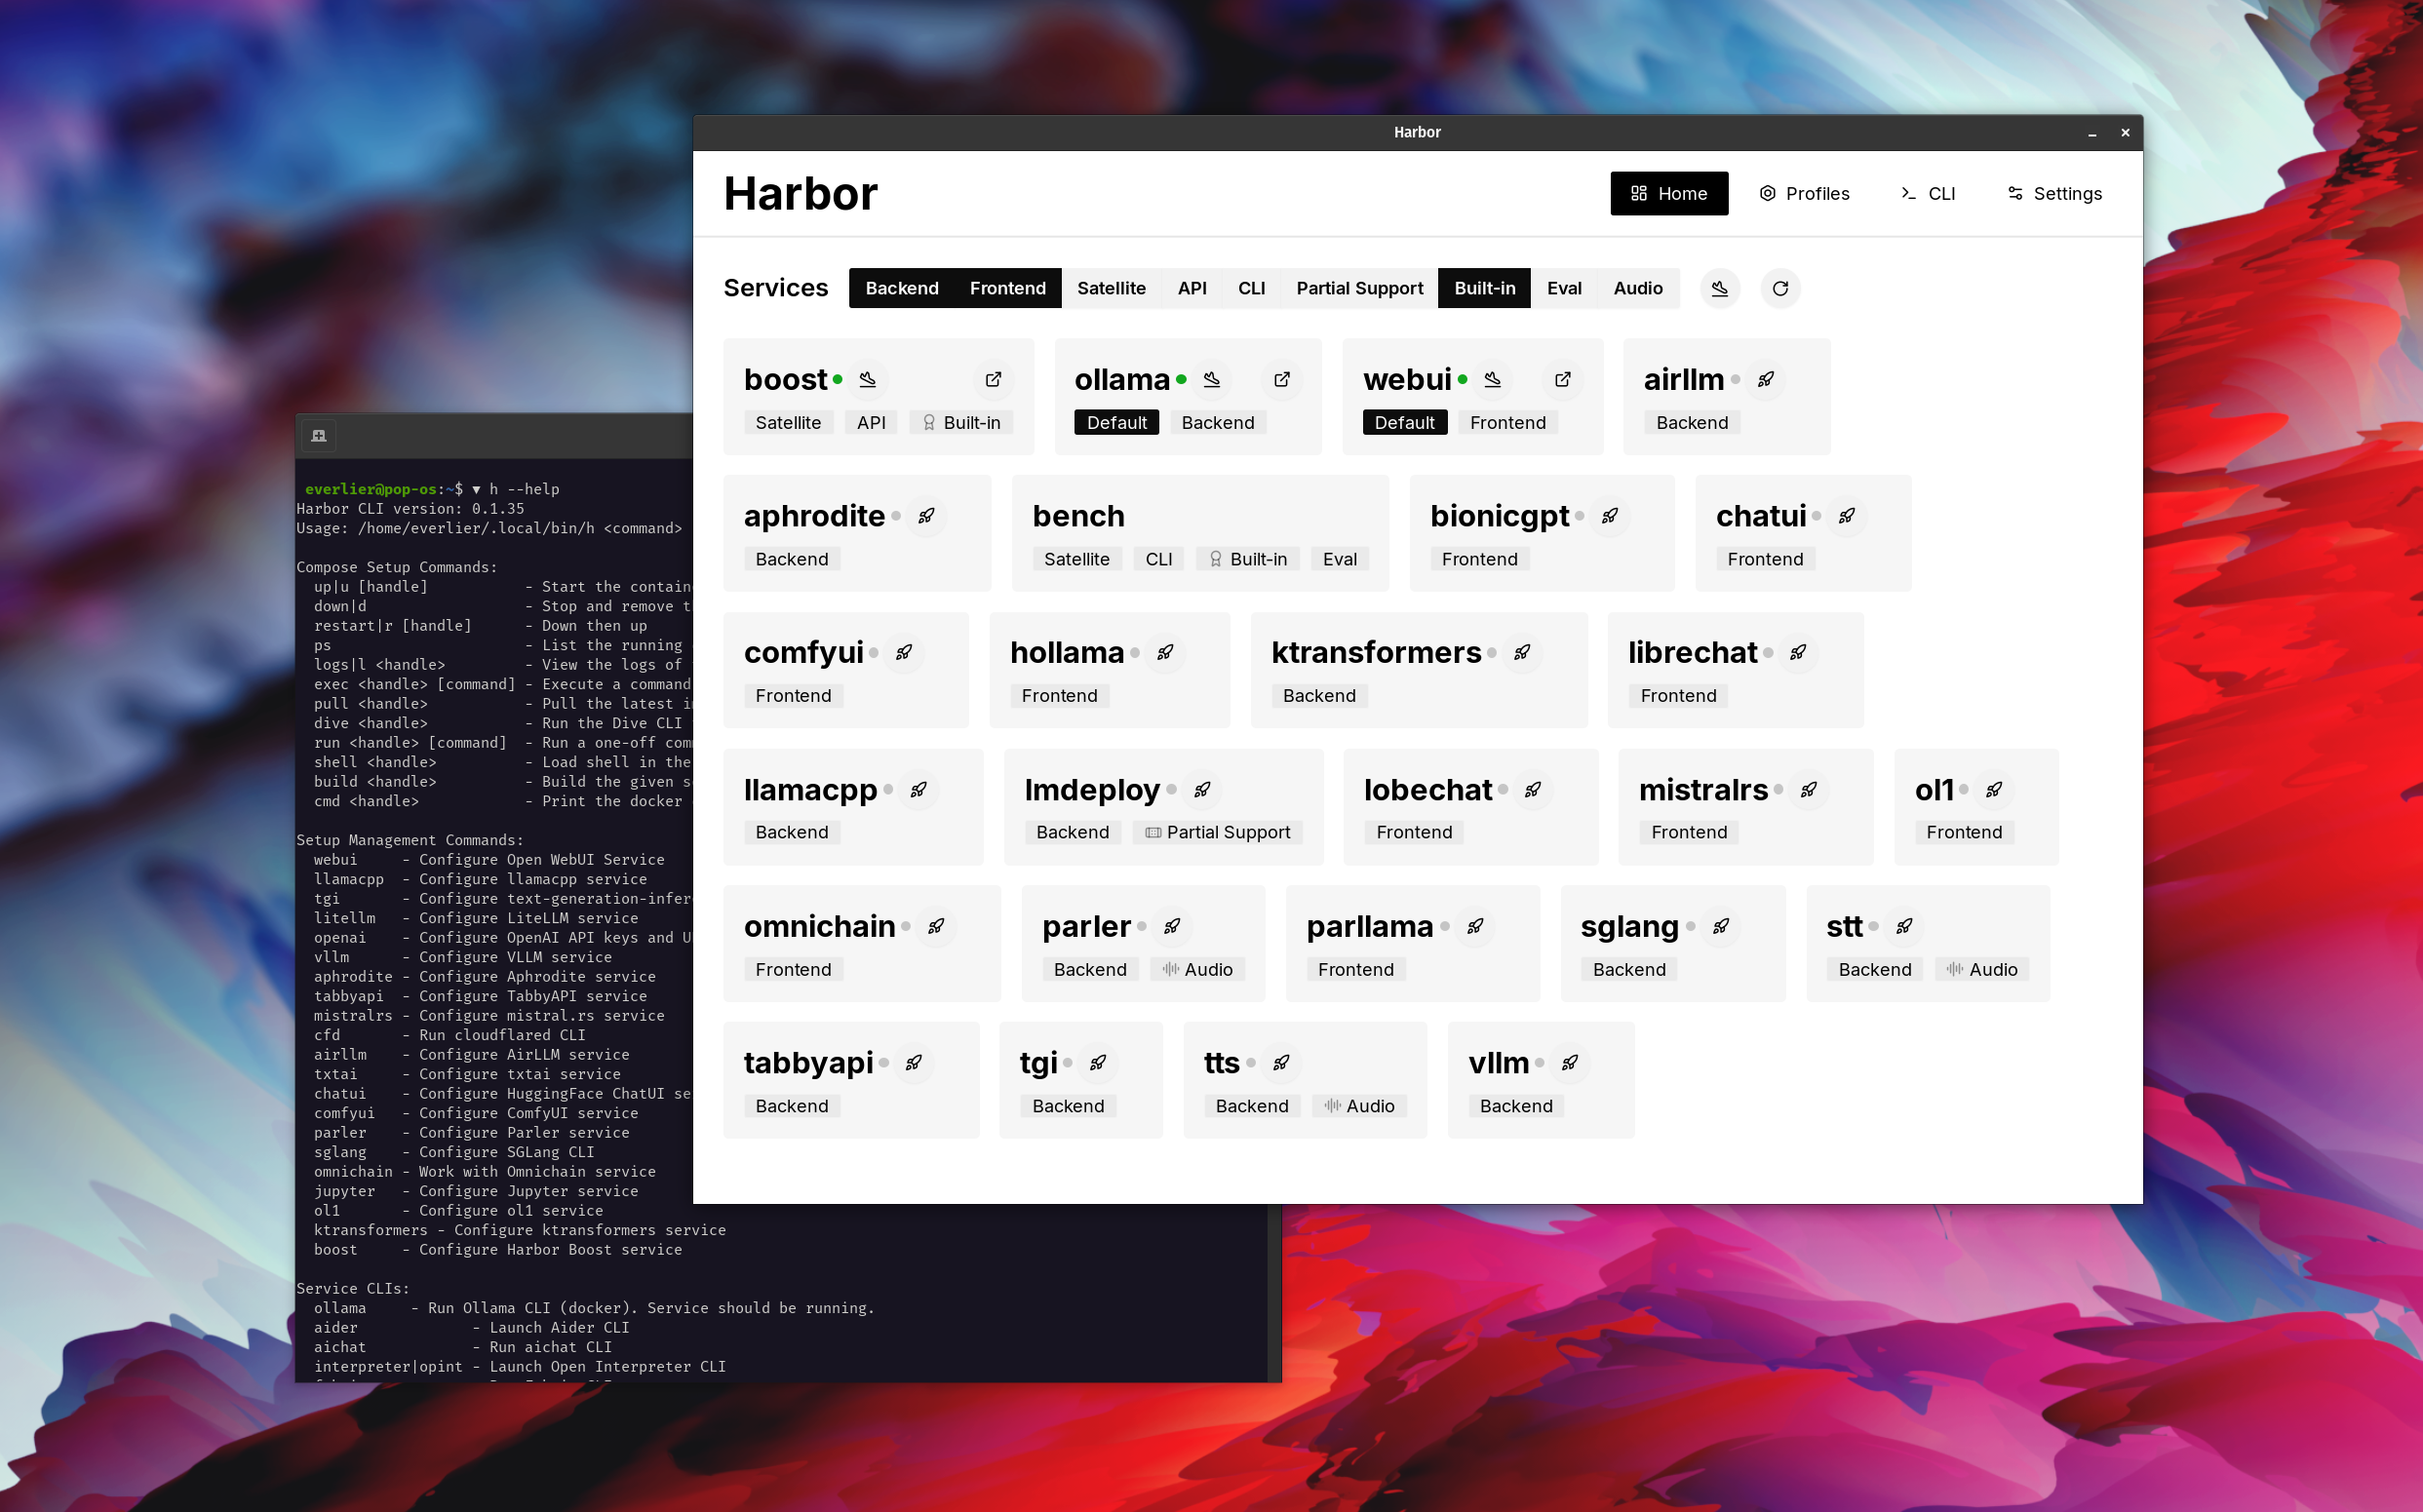 Harbor
Harbor
Home Profiles CLI Settings
Services Backend Frontend Satellite API CLI Partial Support Built-in Eval Audio
boost ollama webui airllm
Satellite API Built-in Default Backend Default Frontend Backend
aphrodite bench bionicgpt chatui
Backend Satellite CLI Built-in Eval Frontend Frontend
comfyui hollama ktransformers librechat
Frontend Frontend Backend Frontend
llamacpp lmdeploy lobechat mistralrs ol1
Backend Backend Partial Support Frontend Frontend Frontend
omnichain parler parllama sglang stt
Frontend Backend Audio Frontend Backend Backend Audio
tabbyapi tgi tts vllm
Backend Backend Backend Audio Backend
everlier@pop-os:~$ ▼ h --help
Harbor CLI version: 0.1.35
Usage: /home/everlier/.local/bin/h <command>
Compose Setup Commands:
up|u [handle] - Start the contain
down|d - Stop and remove t
restart|r [handle] - Down then up
ps - List the running
logs|l <handle> - View the logs of
exec <handle> [command] - Execute a command
pull <handle> - Pull the latest i
dive <handle> - Run the Dive CLI
run <handle> [command] - Run a one-off com
shell <handle> - Load shell in the
build <handle> - Build the given s
cmd <handle> - Print the docker
Setup Management Commands:
webui - Configure Open WebUI Service
llamacpp - Configure llamacpp service
tgi - Configure text-generation-infer
litellm - Configure LiteLLM service
openai - Configure OpenAI API keys and U
vllm - Configure VLLM service
aphrodite - Configure Aphrodite service
tabbyapi - Configure TabbyAPI service
mistralrs - Configure mistral.rs service
cfd - Run cloudflared CLI
airllm - Configure AirLLM service
txtai - Configure txtai service
chatui - Configure HuggingFace ChatUI se
comfyui - Configure ComfyUI service
parler - Configure Parler service
sglang - Configure SGLang CLI
omnichain - Work with Omnichain service
jupyter - Configure Jupyter service
ol1 - Configure ol1 service
ktransformers - Configure ktransformers service
boost - Configure Harbor Boost service
Service CLIs:
ollama - Run Ollama CLI (docker). Service should be running.
aider - Launch Aider CLI
aichat - Run aichat CLI
interpreter|opint - Launch Open Interpreter CLI